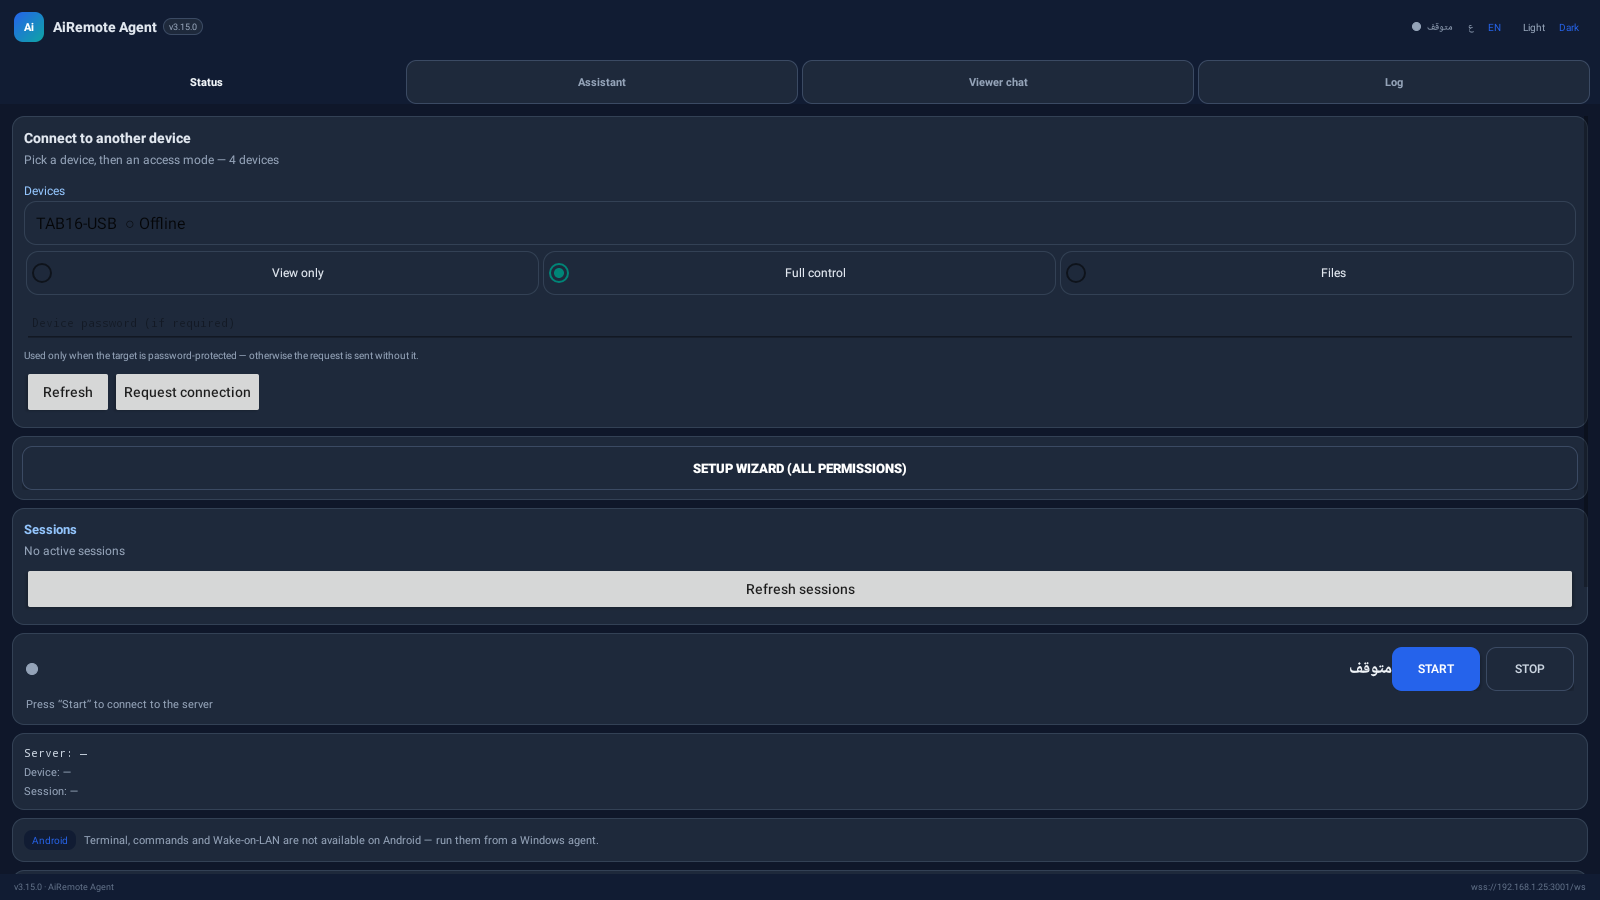 Ai AiRemote Agent v3.15.0 متوقف ع EN Light Dark
Status Assistant Viewer chat Log
Connect to another device
Pick a device, then an access mode — 4 devices
Devices
TAB16-USB ○ Offline
View only Full control Files
Device password (if required)
Used only when the target is password-protected — otherwise the request is sent without it.
Refresh Request connection
SETUP WIZARD (ALL PERMISSIONS)
Sessions
No active sessions
Refresh sessions
متوقف START STOP
Press “Start” to connect to the server
Server: —
Device: —
Session: —
Android Terminal, commands and Wake-on-LAN are not available on Android — run them from a Windows agent.
v3.15.0 · AiRemote Agent wss://192.168.1.25:3001/ws